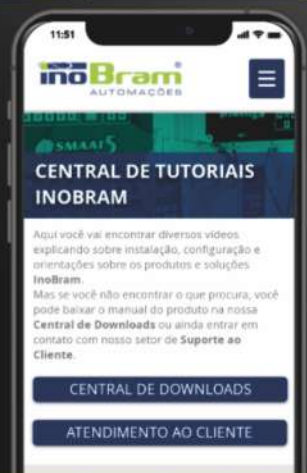 11:51
inoBram
AUTOMAÇÕES
SMAAI 5
CENTRAL DE TUTORIAIS
INOBRAM
Aqui você vai encontrar diversos vídeos
explicando sobre instalação, configuração e
orientações sobre os produtos e soluções
InoBram.
Mas se você não encontrar o que procura, você
pode baixar o manual do produto na nossa
Central de Downloads ou ainda entrar em
contato com nosso setor de Suporte ao
Cliente.
CENTRAL DE DOWNLOADS
ATENDIMENTO AO CLIENTE